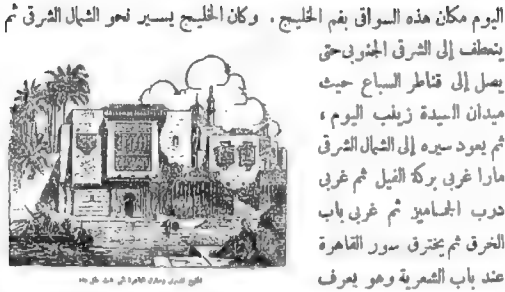 اليوم مكان هذه السواقى بفم الخليج. وكان الخليج يسير نحو الشمال الشرقى ثم
ينعطف إلى الشرقى الجنوبى حتى
يصل إلى قناطر السباع حيث
ميدان السيدة زينب اليوم،
ثم يعود سيره إلى الشمال الشرقى
مارا غربى بركة الفيل ثم غربى
درب الجماميز ثم غربى باب
الخرق ثم يخترق سور القاهرة
عند باب الشعرية وهو يعرف